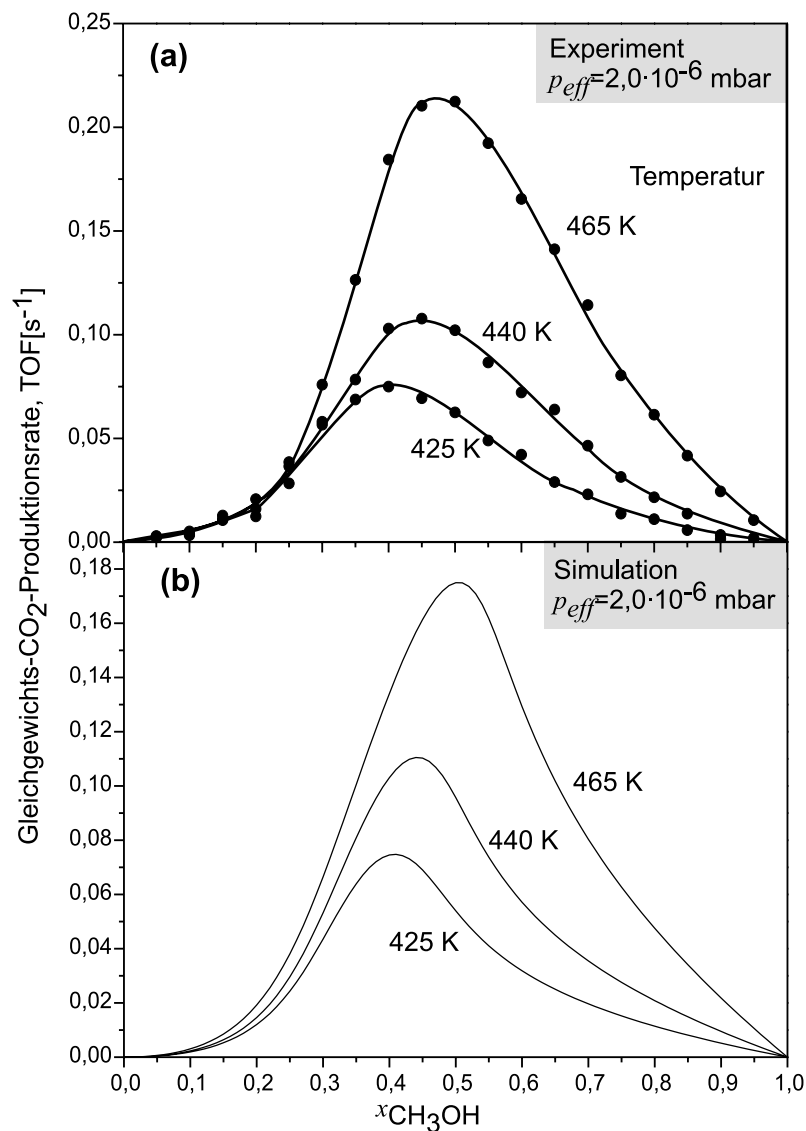 Gleichgewichts-CO₂-Produktionsrate, TOF[s⁻¹]
(a)
Experiment
p_eff=2,0·10⁻⁶ mbar
Temperatur
465 K
440 K
425 K
0,25
0,20
0,15
0,10
0,05
0,00
(b)
Simulation
p_eff=2,0·10⁻⁶ mbar
465 K
440 K
425 K
0,18
0,16
0,14
0,12
0,10
0,08
0,06
0,04
0,02
0,00
0,0 0,1 0,2 0,3 0,4 0,5 0,6 0,7 0,8 0,9 1,0
xCH₃OH